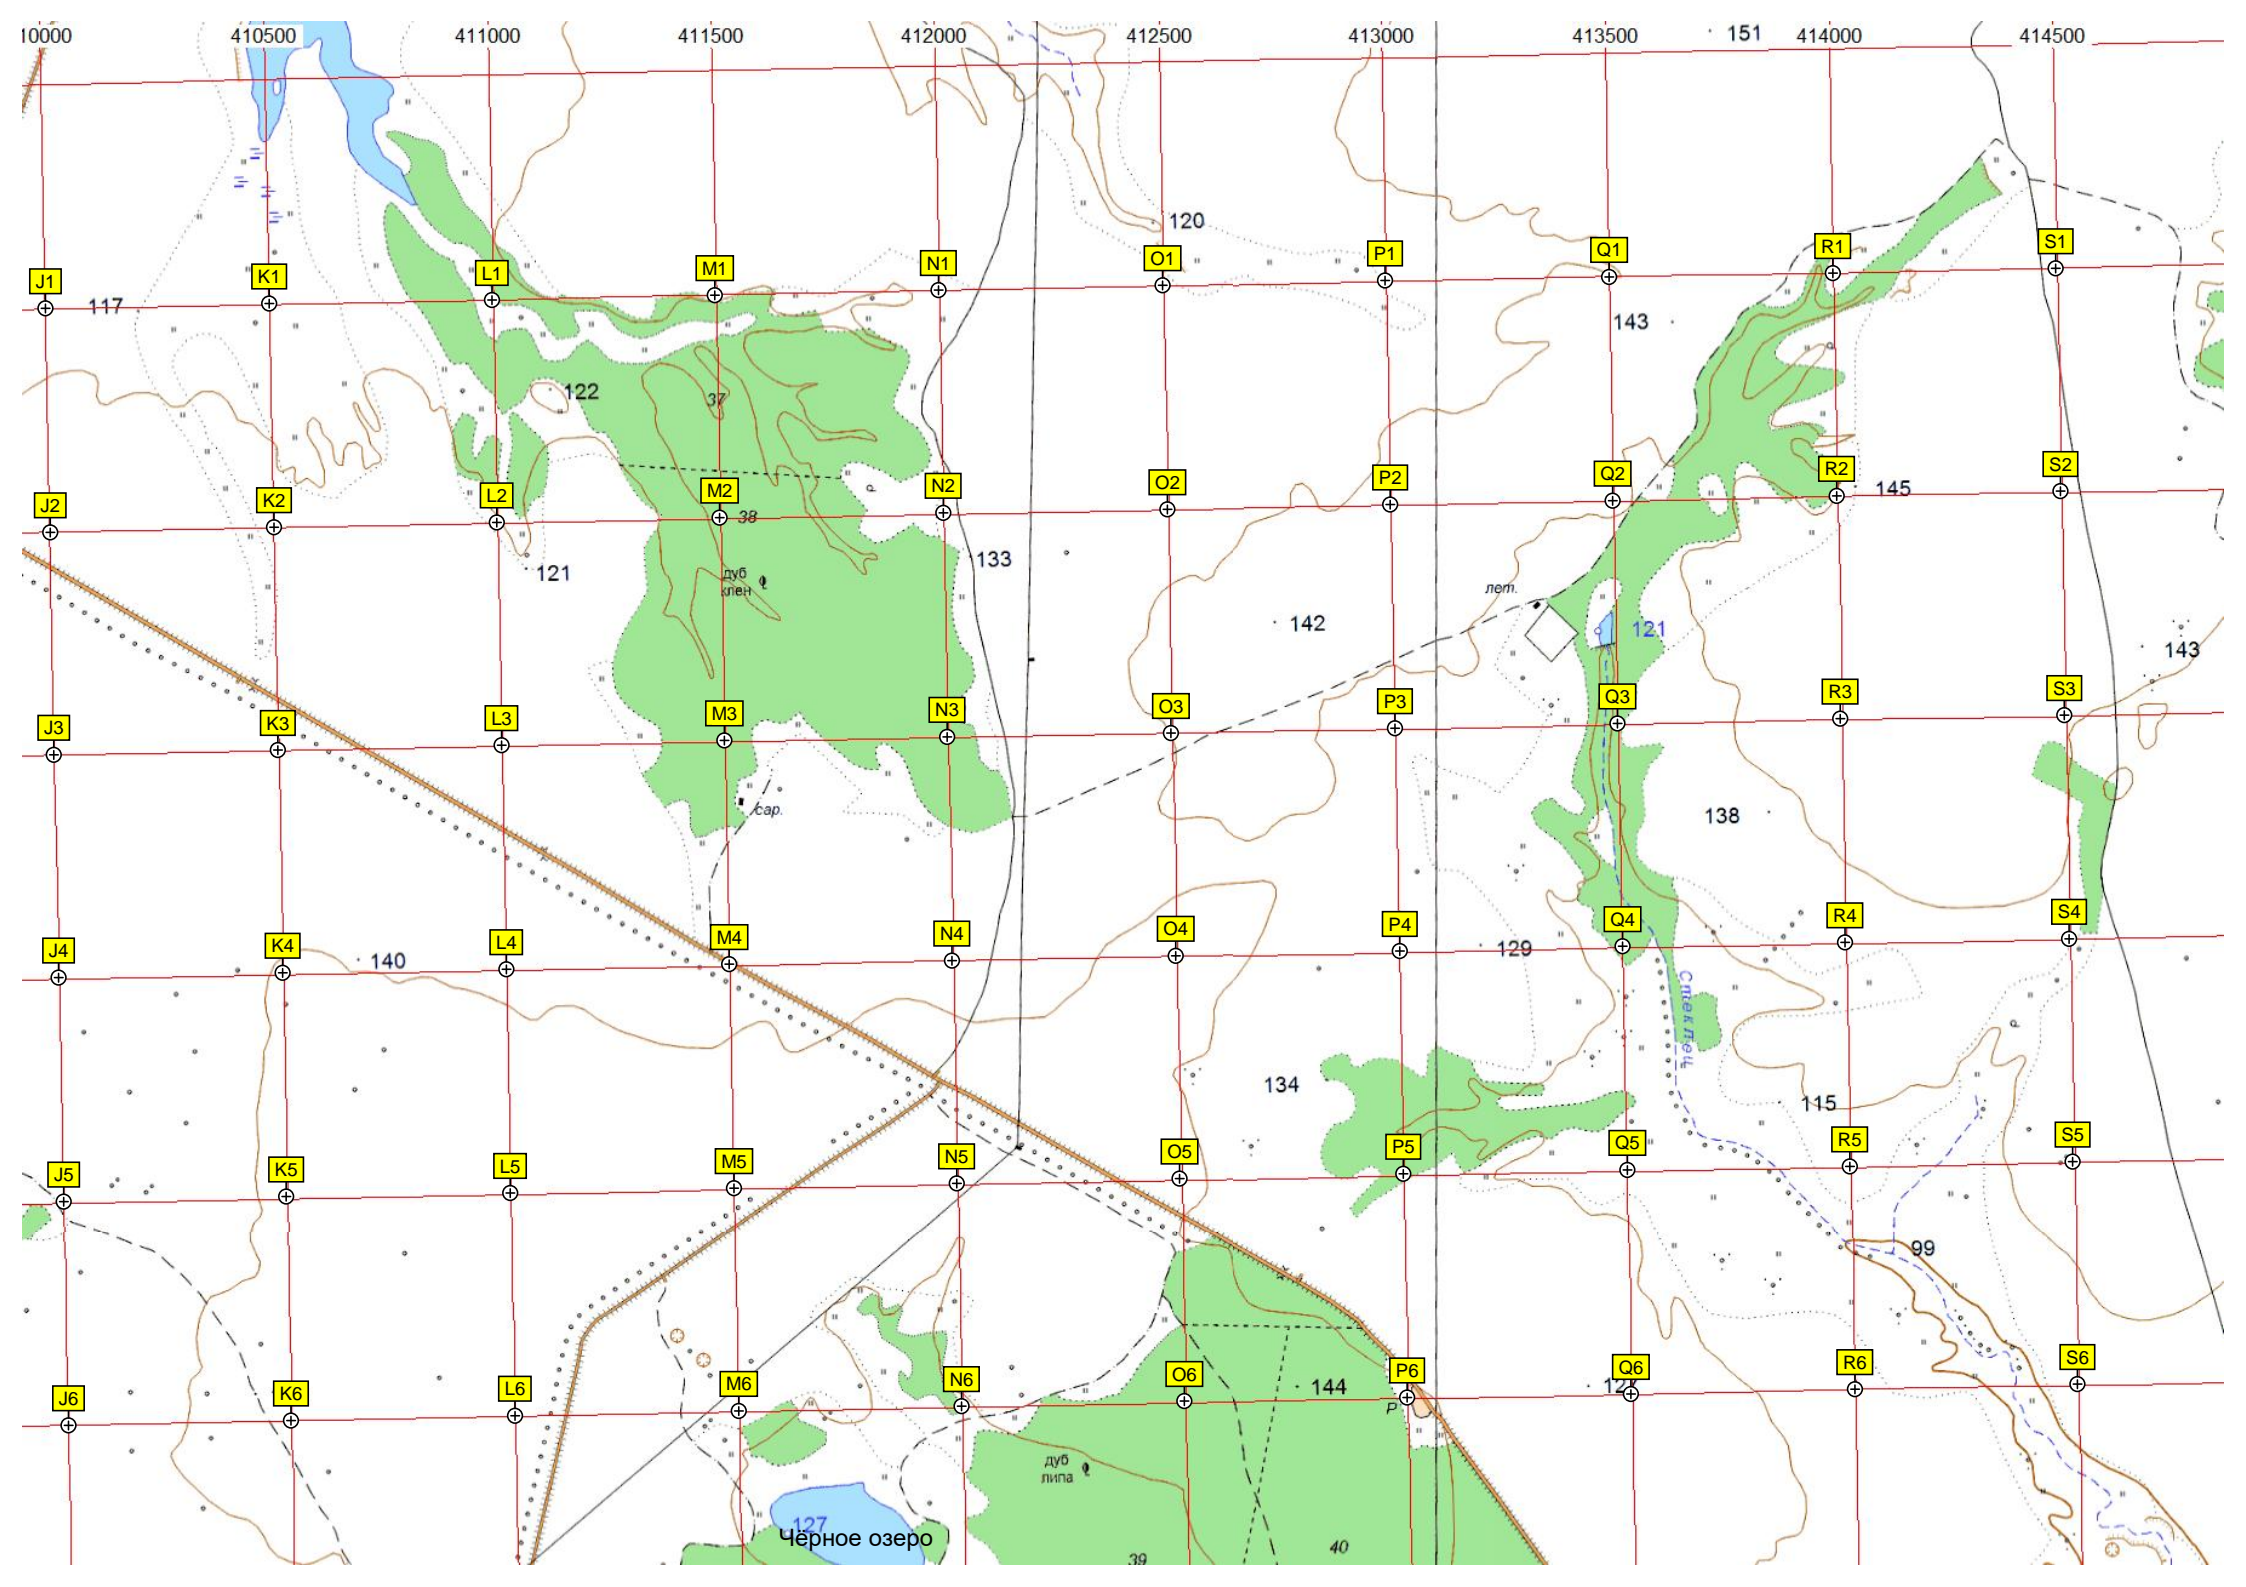 10000 410500 411000 411500 412000 412500 413000 413500 151 414000 414500
120
J1 K1 L1 M1 N1 O1 P1 Q1 R1 S1
117 143
122 37
J2 K2 L2 M2 N2 O2 P2 Q2 R2 S2
38 145
121 133
дуб
клен
лет.
142 121 143
J3 K3 L3 M3 N3 O3 P3 Q3 R3 S3
сар. 138
J4 K4 L4 M4 N4 O4 P4 Q4 R4 S4
140 129
Стеклец
134 115
J5 K5 L5 M5 N5 O5 P5 Q5 R5 S5
99
J6 K6 L6 M6 N6 O6 P6 Q6 R6 S6
144
Р
дуб
липа
127
Чёрное озеро
39 40